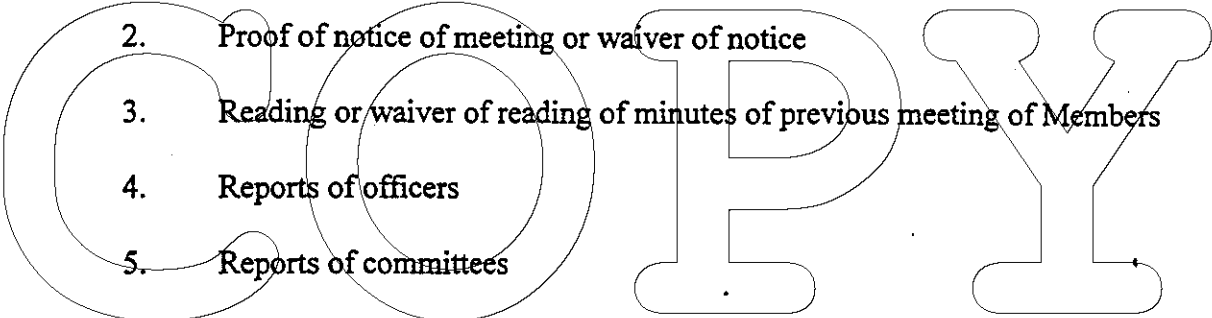 COPY
2. Proof of notice of meeting or waiver of notice
3. Reading or waiver of reading of minutes of previous meeting of Members
4. Reports of officers
5. Reports of committees